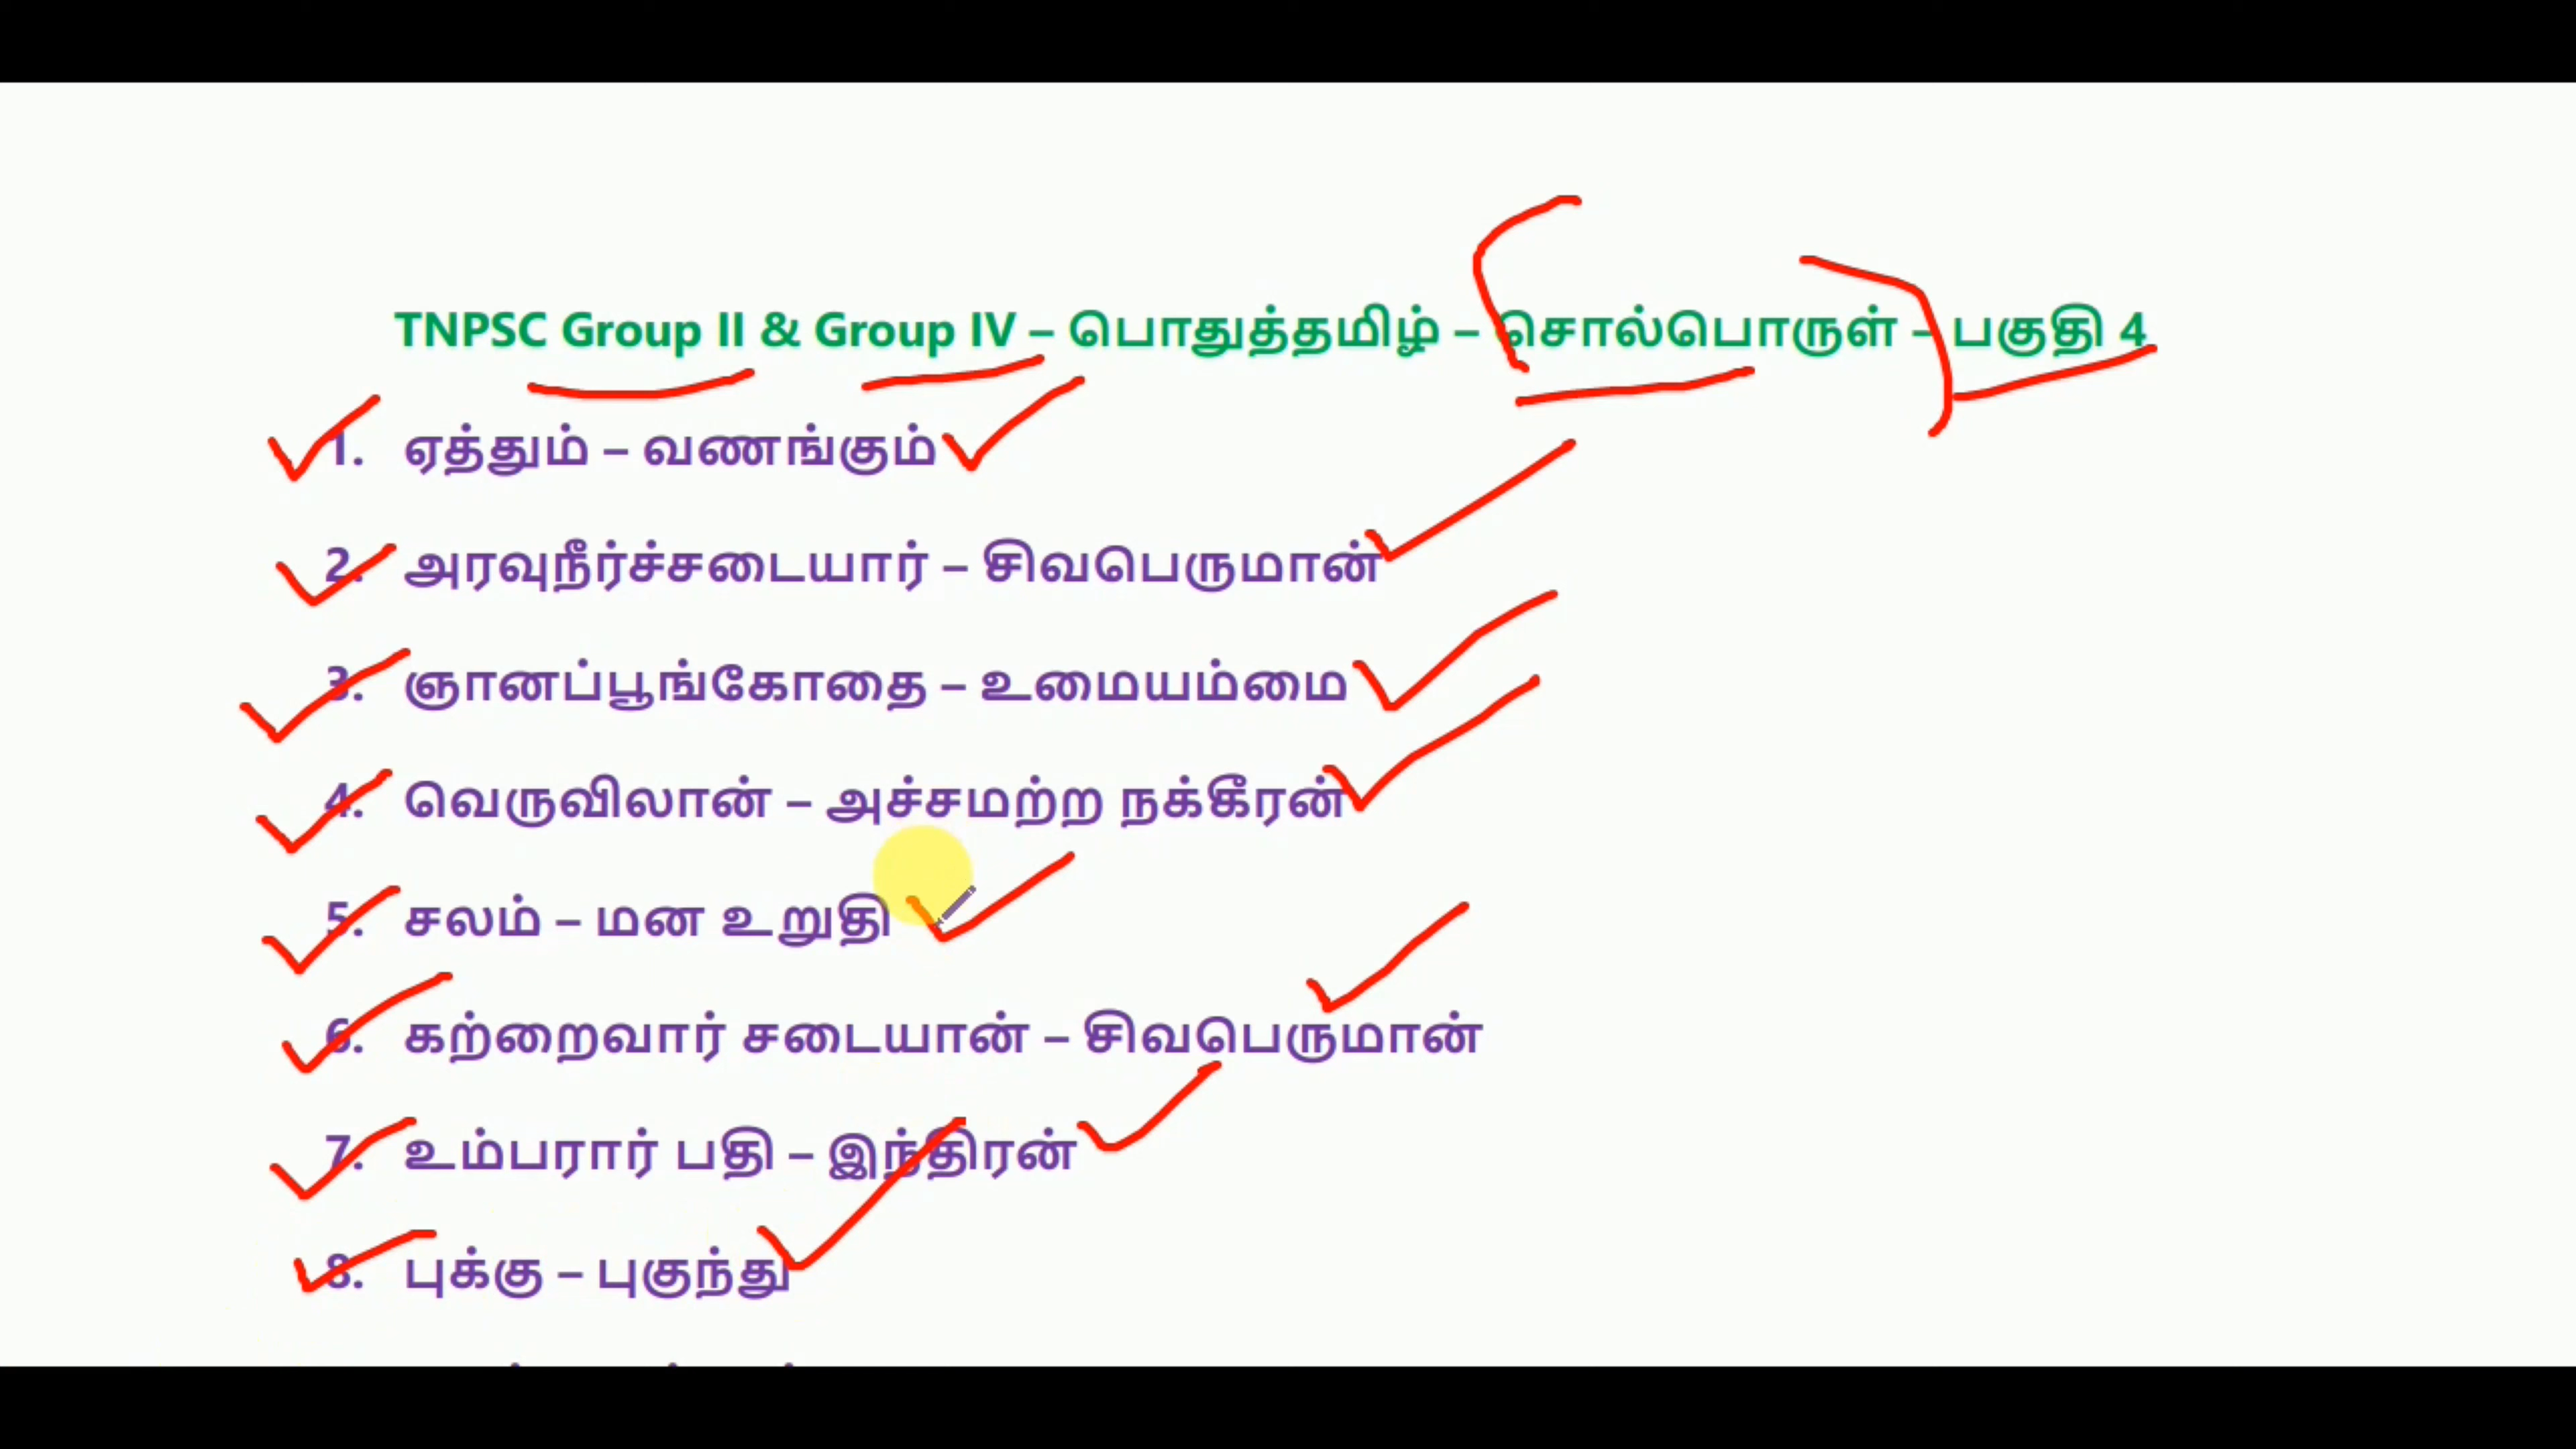 TNPSC Group II & Group IV – பொதுத்தமிழ் – சொல்பொருள் – பகுதி 4
1. ஏத்தும் – வணங்கும்
2. அரவுநீர்ச்சடையார் – சிவபெருமான்
3. ஞானப்பூங்கோதை – உமையம்மை
4. வெருவிலான் – அச்சமற்ற நக்கீரன்
5. சலம் – மன உறுதி
6. கற்றைவார் சடையான் – சிவபெருமான்
7. உம்பரார் பதி – இந்திரன்
8. புக்கு – புகுந்து